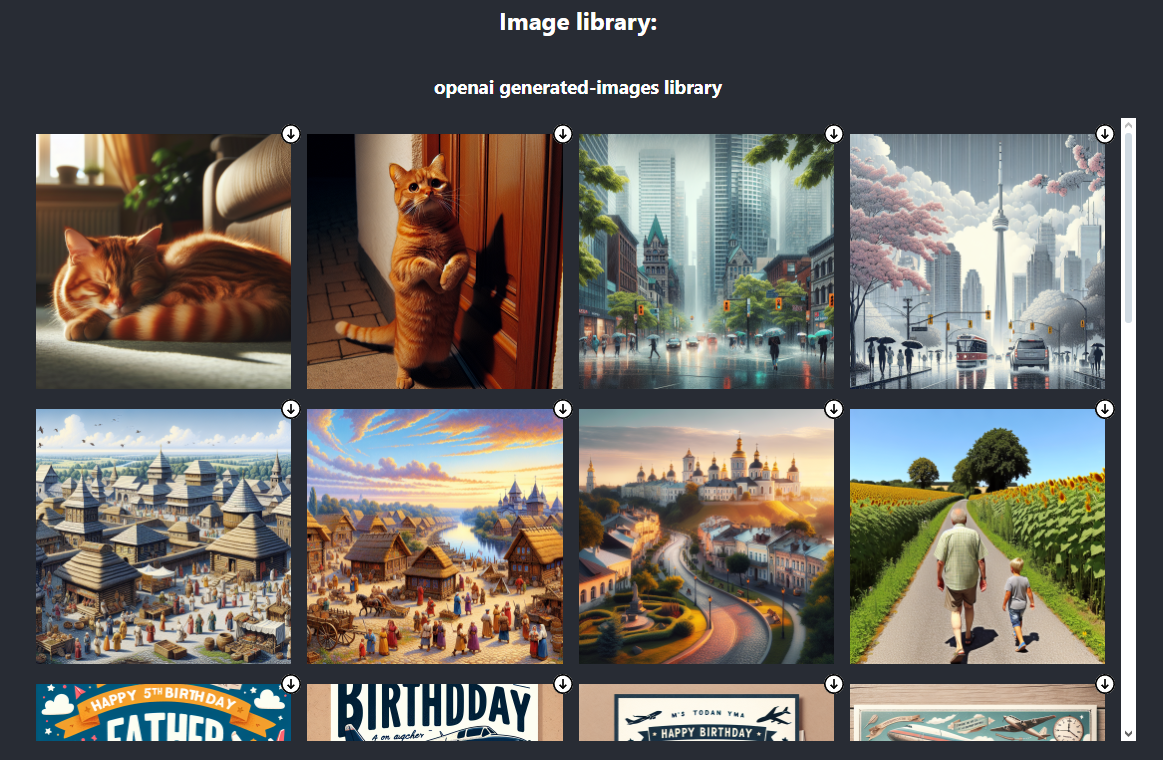 Image library:
openai generated-images library
HAPPY 5TH BIRTHDAY
FATHER
BIRTHDDAY
4 on augcher
M'S TODAN YMA
HAPPY BIRTHDAY